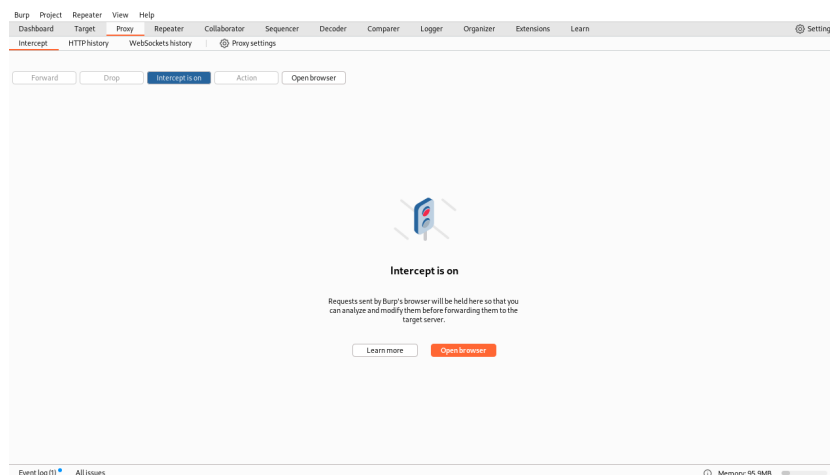 Burp Project Repeater View Help
Dashboard Target Proxy Repeater Collaborator Sequencer Decoder Comparer Logger Organizer Extensions Learn Setting
Intercept HTTP history WebSockets history Proxy settings
Forward Drop Intercept is on Action Open browser
Intercept is on
Requests sent by Burp's browser will be held here so that you
can analyze and modify them before forwarding them to the
target server.
Learn more Open browser
Event log (1) All issues Memory: 95.9MB